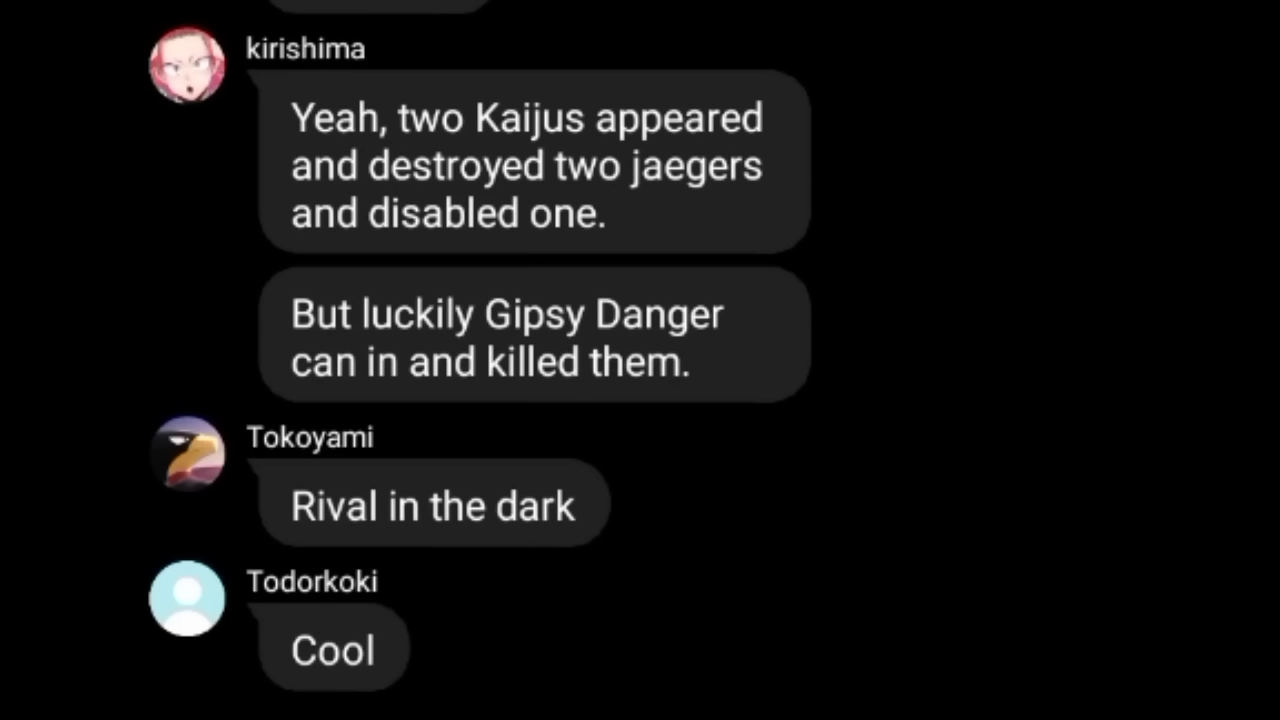 kirishima
Yeah, two Kaijus appeared
and destroyed two jaegers
and disabled one.
But luckily Gipsy Danger
can in and killed them.
Tokoyami
Rival in the dark
Todorkoki
Cool